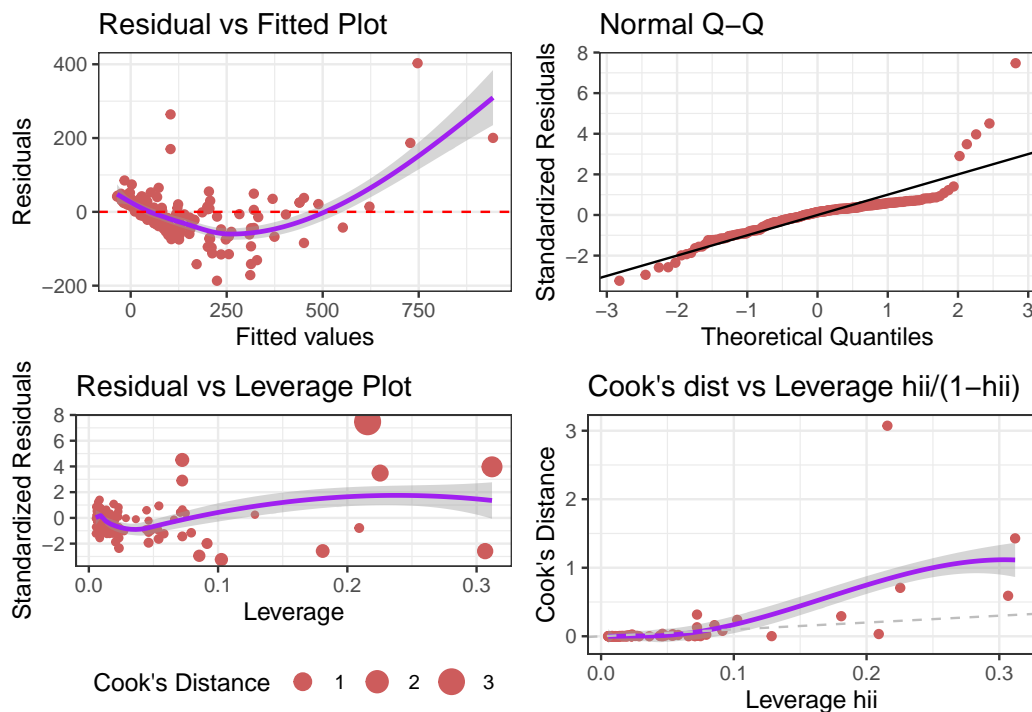 Residual vs Fitted Plot
Residuals
400
200
0
−200
0 250 500 750
Fitted values
Normal Q−Q
Standardized Residuals
8
6
4
2
0
−2
−3 −2 −1 0 1 2 3
Theoretical Quantiles
Residual vs Leverage Plot
Standardized Residuals
8
6
4
2
0
−2
0.0 0.1 0.2 0.3
Leverage
Cook's Distance 1 2 3
Cook's dist vs Leverage hii/(1−hii)
Cook's Distance
3
2
1
0
0.0 0.1 0.2 0.3
Leverage hii